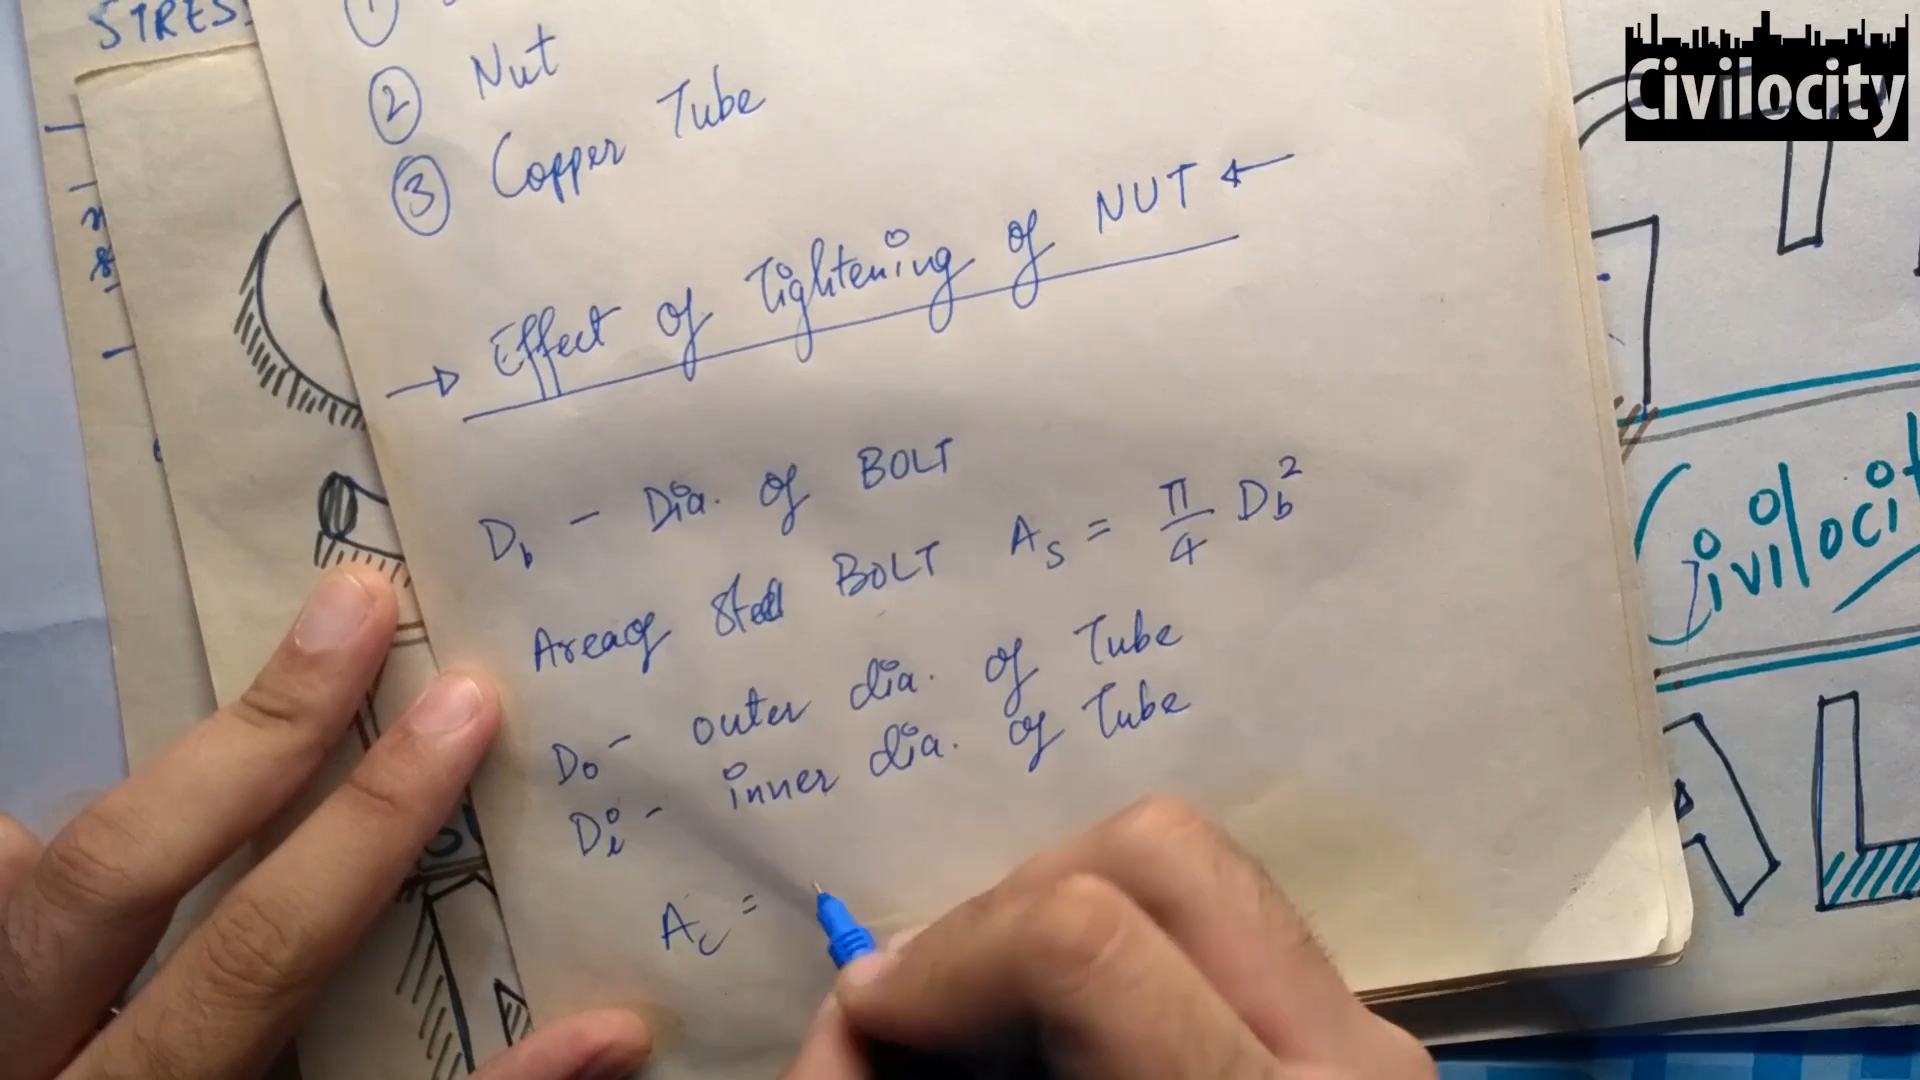 STRES
①
② Nut
③ Copper Tube
→ Effect of Tightening of NUT ←
D_b - Dia. of BOLT
Area of Steel BOLT A_S = π/4 D_b²
D_o - outer dia. of Tube
D_i - inner dia. of Tube
A_c =
Civilocity
Civilocit